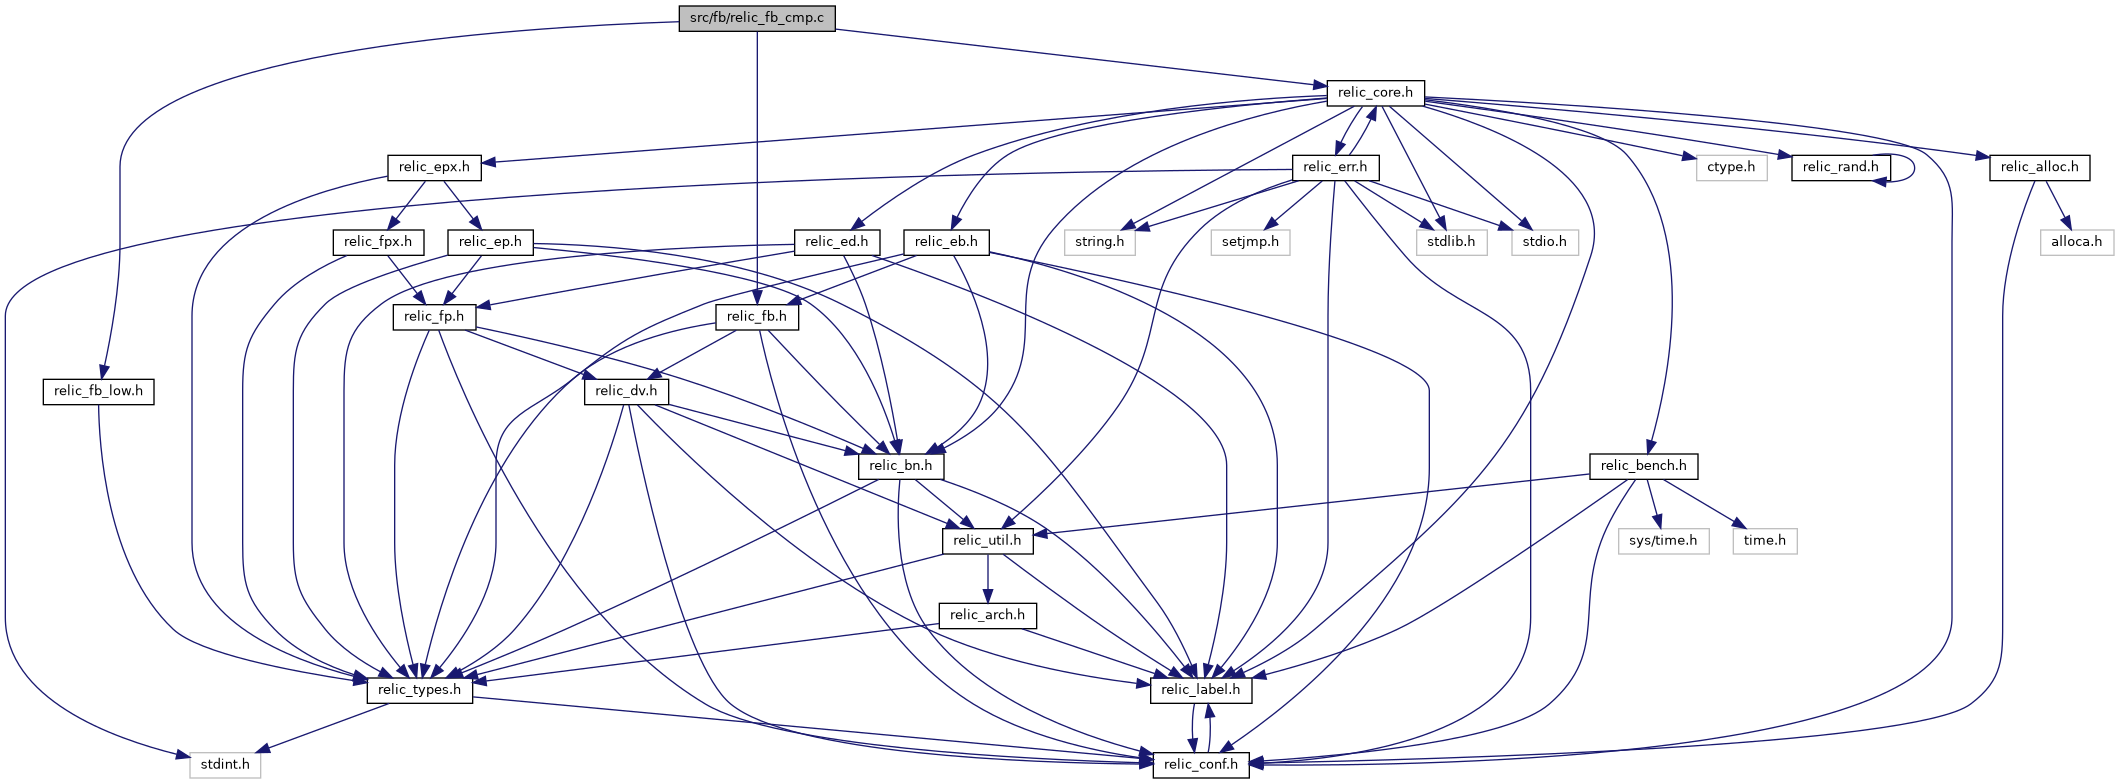 src/fb/relic_fb_cmp.c
relic_core.h
relic_epx.h
relic_err.h
ctype.h
relic_rand.h
relic_alloc.h
relic_fpx.h
relic_ep.h
relic_ed.h
relic_eb.h
string.h
setjmp.h
stdlib.h
stdio.h
alloca.h
relic_fp.h
relic_fb.h
relic_fb_low.h
relic_dv.h
relic_bn.h
relic_bench.h
relic_util.h
sys/time.h
time.h
relic_arch.h
relic_types.h
relic_label.h
stdint.h
relic_conf.h